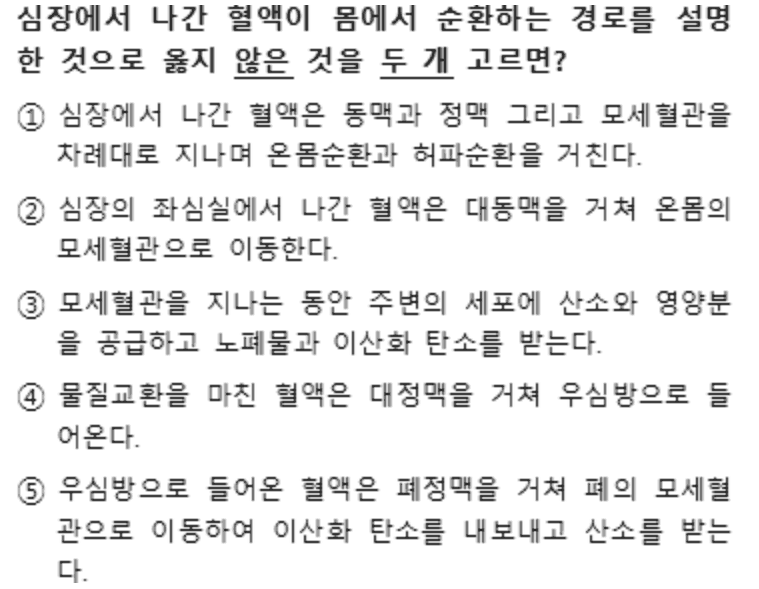 심장에서 나간 혈액이 몸에서 순환하는 경로를 설명
한 것으로 옳지 않은 것을 두 개 고르면?
① 심장에서 나간 혈액은 동맥과 정맥 그리고 모세혈관을
차례대로 지나며 온몸순환과 허파순환을 거친다.
② 심장의 좌심실에서 나간 혈액은 대동맥을 거쳐 온몸의
모세혈관으로 이동한다.
③ 모세혈관을 지나는 동안 주변의 세포에 산소와 영양분
을 공급하고 노폐물과 이산화 탄소를 받는다.
④ 물질교환을 마친 혈액은 대정맥을 거쳐 우심방으로 들
어온다.
⑤ 우심방으로 들어온 혈액은 폐정맥을 거쳐 폐의 모세혈
관으로 이동하여 이산화 탄소를 내보내고 산소를 받는
다.